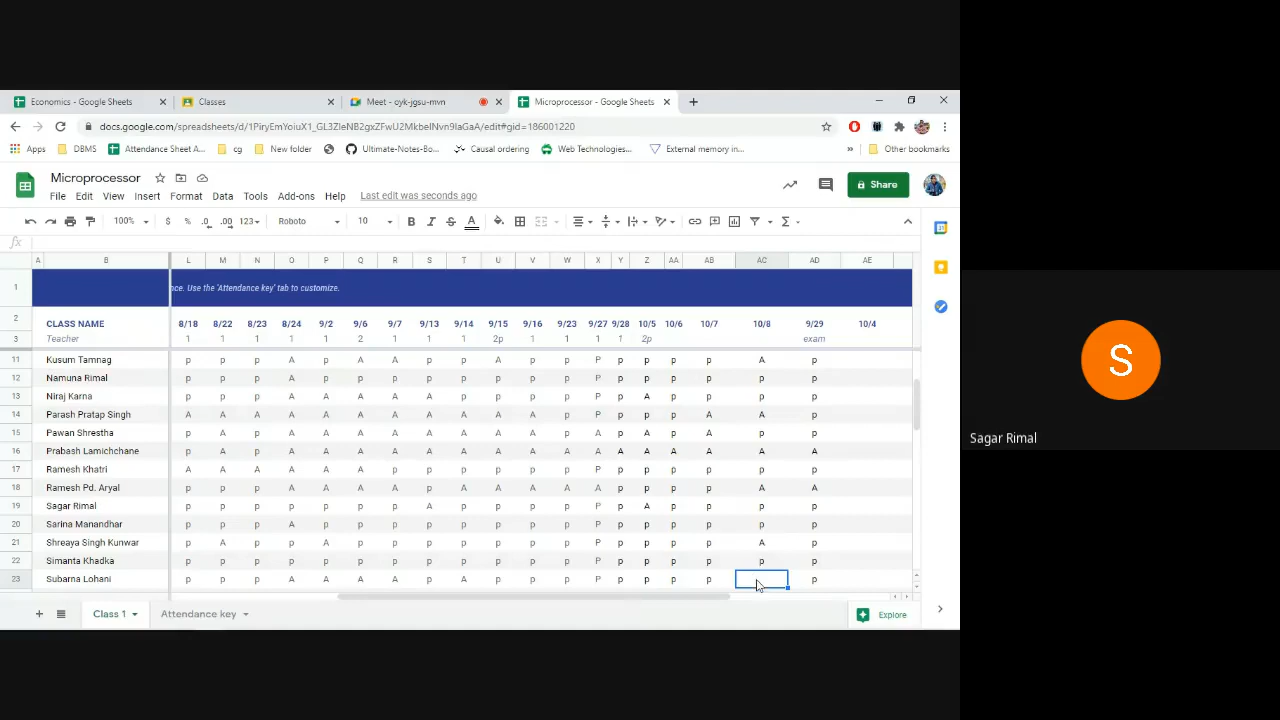 Economics - Google Sheets
Classes
Meet - oyk-jgsu-mvn
Microprocessor - Google Sheets
docs.google.com/spreadsheets/d/1PiryEmYoiuX1_GL3ZleNB2gxZFwU2MkbelNvn9IaGaA/edit#gid=186001220
Apps DBMS Attendance Sheet A... cg New folder Ultimate-Notes-Bo... Causal ordering Web Technologies... External memory in... » Other bookmarks
Microprocessor
Share
File Edit View Insert Format Data Tools Add-ons Help Last edit was seconds ago
100% $ % .0 .00 123 Roboto 10 B I S A
fx
A B L M N O P Q R S T U V W X Y Z AA AB AC AD AE
1 nce. Use the 'Attendance key' tab to customize.
2 CLASS NAME 8/18 8/22 8/23 8/24 9/2 9/6 9/7 9/13 9/14 9/15 9/16 9/23 9/27 9/28 10/5 10/6 10/7 10/8 9/29 10/4
3 Teacher 1 1 1 1 1 2 1 1 1 2p 1 1 1 1 2p exam
11 Kusum Tamnag p p p A p A A p p A p p P p p p p A p
12 Namuna Rimal p p p A p p p p p p p p P p p p p p p
13 Niraj Karna p p p p p p p A p p p p P p A p p p p
14 Parash Pratap Singh A A A A A A A A A A A p P p p p A A p
15 Pawan Shrestha p A p A A A A A A A A p A p A p A p p
16 Prabash Lamichchane p A p A A A A A A A A A A A A A A A A
17 Ramesh Khatri A A A A A A p p p p p p P p p p p p p
18 Ramesh Pd. Aryal p p p A A A A p A A A A A p p p p A A
19 Sagar Rimal p p p p p p p A p p p p P p A p p p p
20 Sarina Manandhar p p p A p p p p p p p p P p p p p p p
21 Shreaya Singh Kunwar p A p p A p p p p p p p P p p p p A p
22 Simanta Khadka p p p p p p p p p p p p P p p p p p p
23 Subarna Lohani p p p A A A A p A p p p P p p p p p
Class 1 Attendance key Explore
S
Sagar Rimal